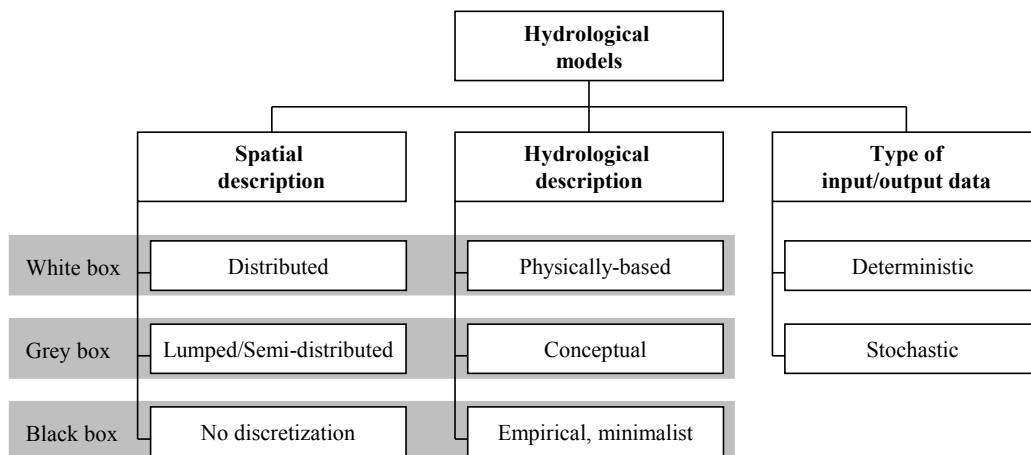 Hydrological
models
Spatial
description
Hydrological
description
Type of
input/output data
White box
Distributed
Physically-based
Deterministic
Grey box
Lumped/Semi-distributed
Conceptual
Stochastic
Black box
No discretization
Empirical, minimalist